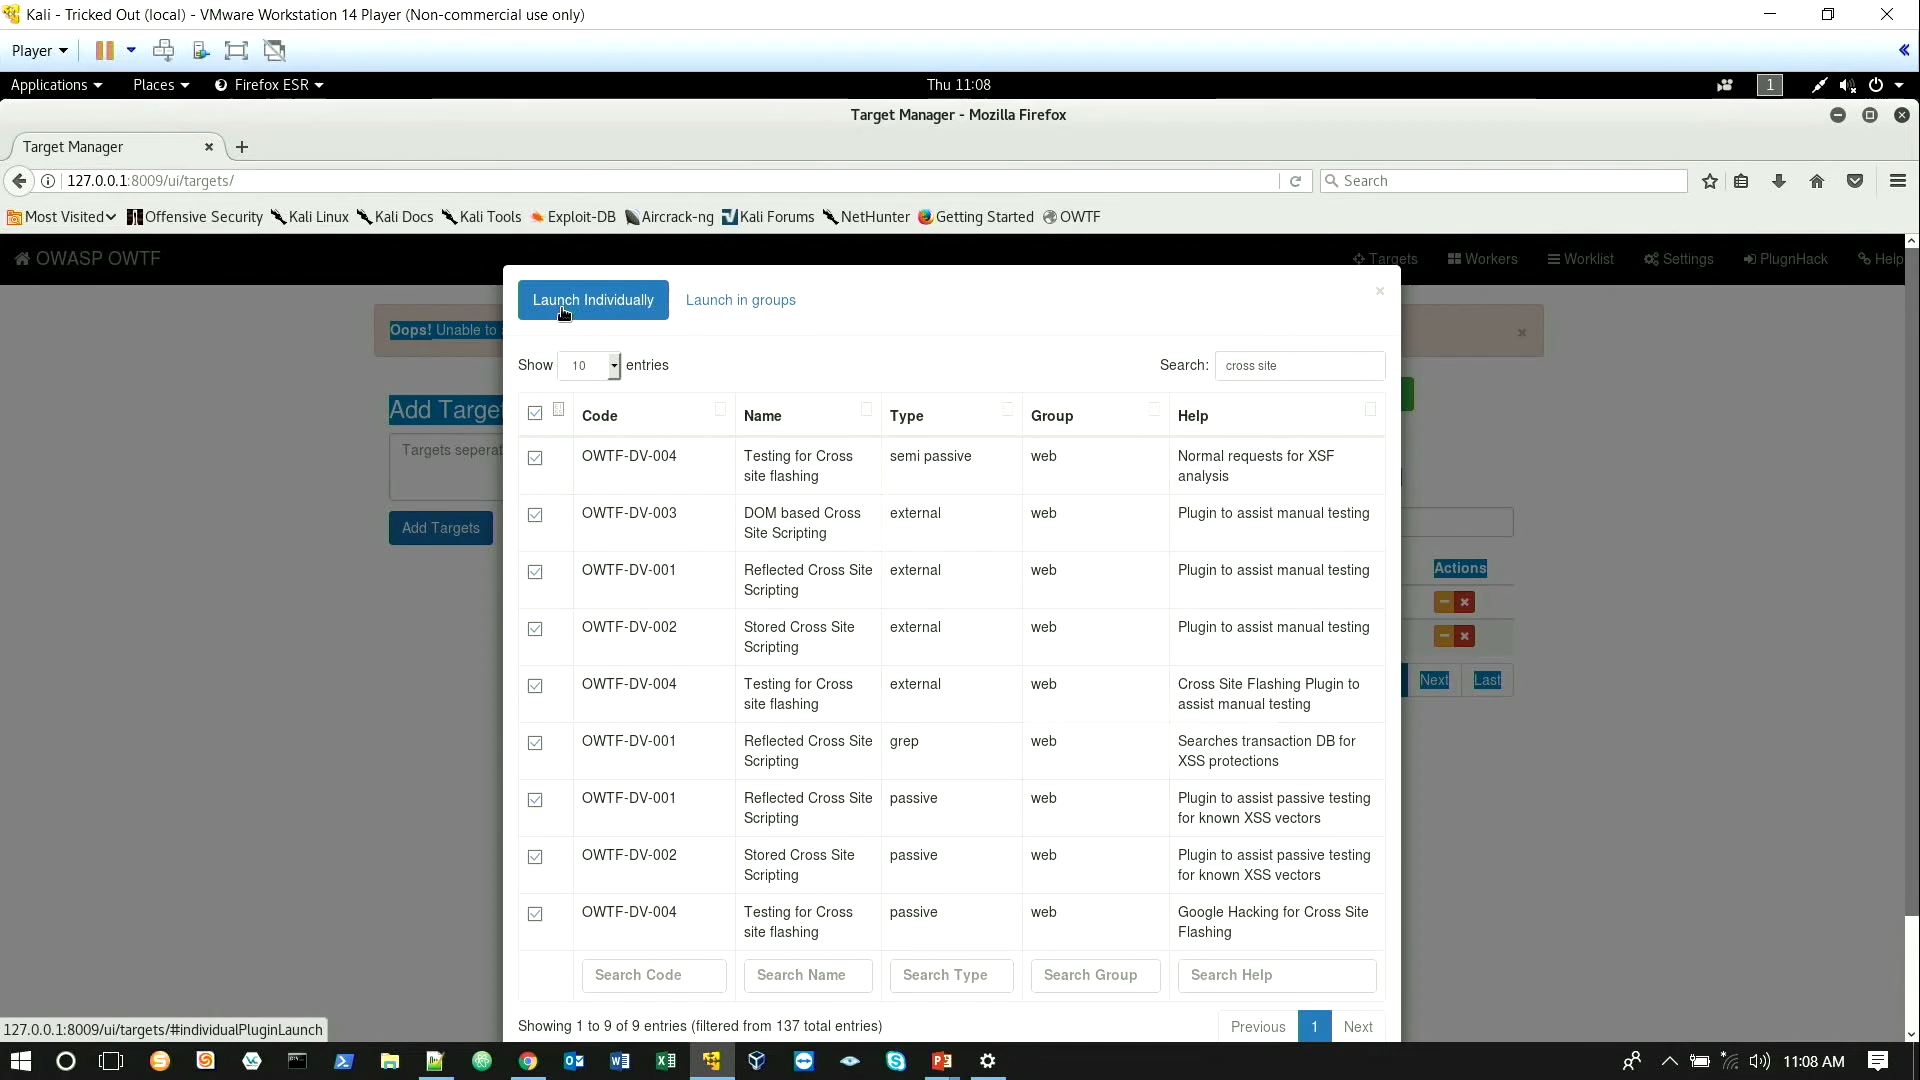 Kali - Tricked Out (local) - VMware Workstation 14 Player (Non-commercial use only)
Player
Applications Places Firefox ESR Thu 11:08 1
Target Manager - Mozilla Firefox
Target Manager
127.0.0.1:8009/ui/targets/ Search
Most Visited Offensive Security Kali Linux Kali Docs Kali Tools Exploit-DB Aircrack-ng Kali Forums NetHunter Getting Started OWTF
OWASP OWTF Targets Workers Worklist Settings PlugnHack Help
Launch Individually Launch in groups ×
Oops! Unable to
Show 10 entries Search: cross site
Add Targe
Code Name Type Group Help
Targets seperat
OWTF-DV-004 Testing for Cross semi passive web Normal requests for XSF
site flashing analysis
OWTF-DV-003 DOM based Cross external web Plugin to assist manual testing
Site Scripting
Add Targets
OWTF-DV-001 Reflected Cross Site external web Plugin to assist manual testing
Scripting
Actions
OWTF-DV-002 Stored Cross Site external web Plugin to assist manual testing
Scripting
OWTF-DV-004 Testing for Cross external web Cross Site Flashing Plugin to
site flashing assist manual testing
Next Last
OWTF-DV-001 Reflected Cross Site grep web Searches transaction DB for
Scripting XSS protections
OWTF-DV-001 Reflected Cross Site passive web Plugin to assist passive testing
Scripting for known XSS vectors
OWTF-DV-002 Stored Cross Site passive web Plugin to assist passive testing
Scripting for known XSS vectors
OWTF-DV-004 Testing for Cross passive web Google Hacking for Cross Site
site flashing Flashing
Search Code Search Name Search Type Search Group Search Help
Showing 1 to 9 of 9 entries (filtered from 137 total entries) Previous 1 Next
127.0.0.1:8009/ui/targets/#individualPluginLaunch
11:08 AM